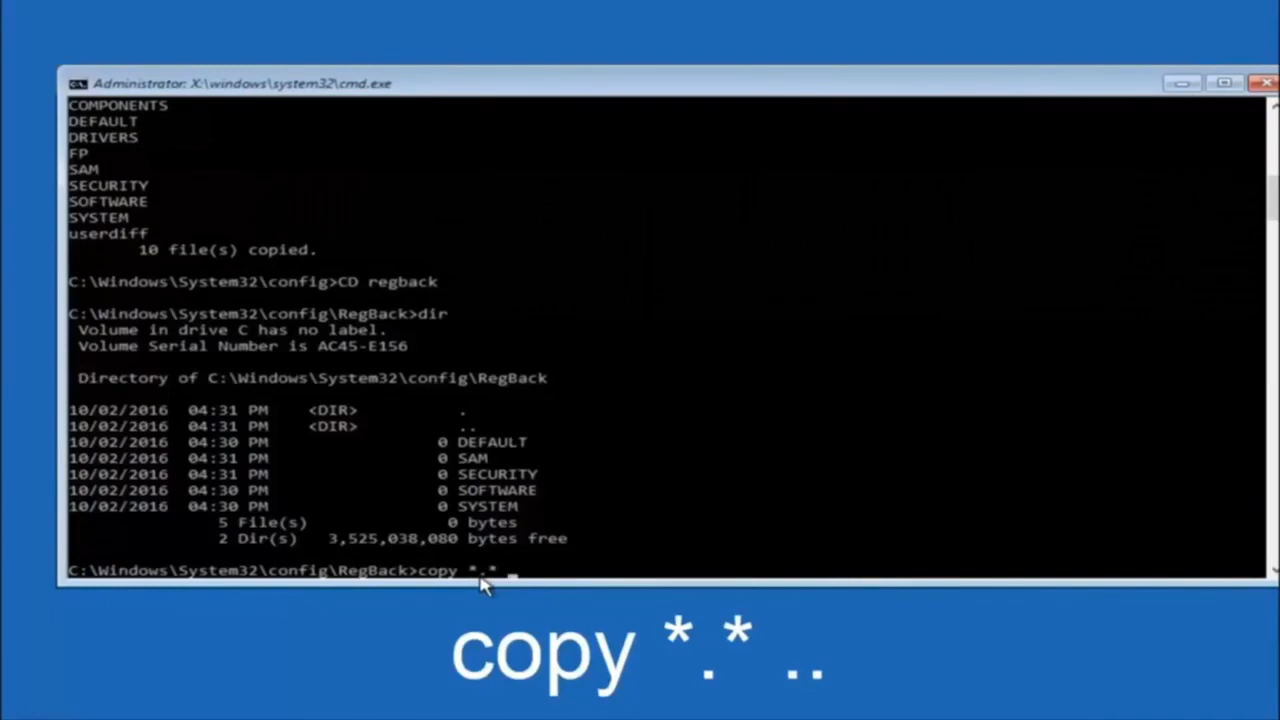 Administrator: X:\windows\system32\cmd.exe
COMPONENTS
DEFAULT
DRIVERS
FP
SAM
SECURITY
SOFTWARE
SYSTEM
userdiff
10 file(s) copied.
C:\Windows\System32\config>CD regback
C:\Windows\System32\config\RegBack>dir
Volume in drive C has no label.
Volume Serial Number is AC45-E156
Directory of C:\Windows\System32\config\RegBack
10/02/2016 04:31 PM <DIR> .
10/02/2016 04:31 PM <DIR> ..
10/02/2016 04:30 PM 0 DEFAULT
10/02/2016 04:31 PM 0 SAM
10/02/2016 04:31 PM 0 SECURITY
10/02/2016 04:30 PM 0 SOFTWARE
10/02/2016 04:30 PM 0 SYSTEM
5 File(s) 0 bytes
2 Dir(s) 3,525,038,080 bytes free
C:\Windows\System32\config\RegBack>copy *.* _
copy *.* ..